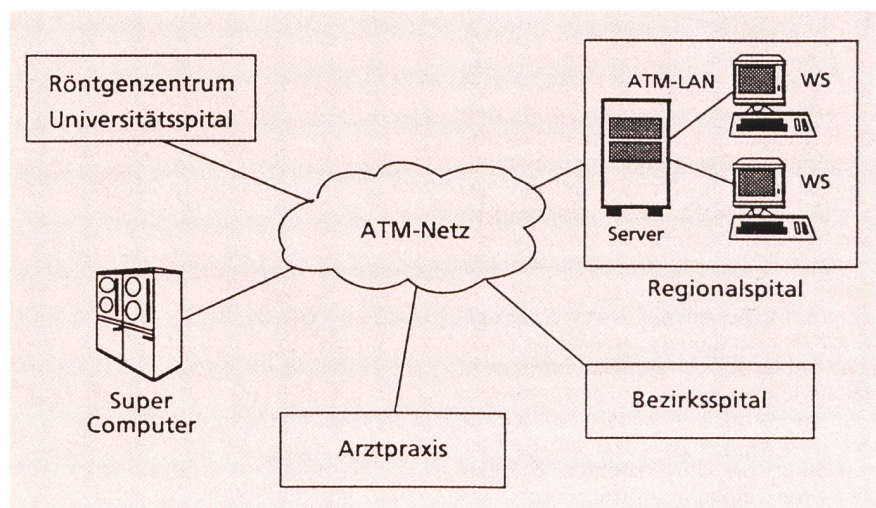 Röntgenzentrum
Universitätsspital
ATM-LAN
WS
WS
Server
Regionalspital
ATM-Netz
Super
Computer
Arztpraxis
Bezirksspital